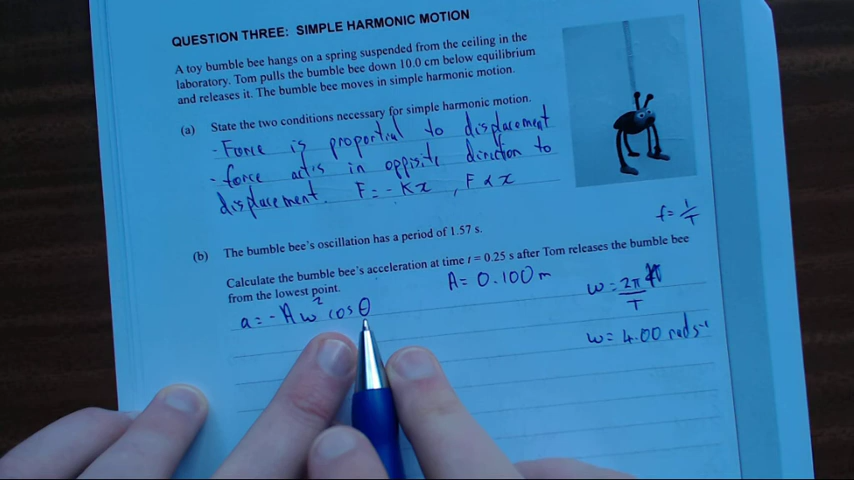 QUESTION THREE: SIMPLE HARMONIC MOTION
A toy bumble bee hangs on a spring suspended from the ceiling in the
laboratory. Tom pulls the bumble bee down 10.0 cm below equilibrium
and releases it. The bumble bee moves in simple harmonic motion.
(a) State the two conditions necessary for simple harmonic motion.
- Force is proportial to displacement
- force acts in opposite direction to
displacement. F = -Kx , F ∝ x
f = 1/T
(b) The bumble bee's oscillation has a period of 1.57 s.
Calculate the bumble bee's acceleration at time t = 0.25 s after Tom releases the bumble bee
from the lowest point.
A = 0.100 m
ω = 2π/T
a = -Aω² cosθ
ω = 4.00 rads⁻¹